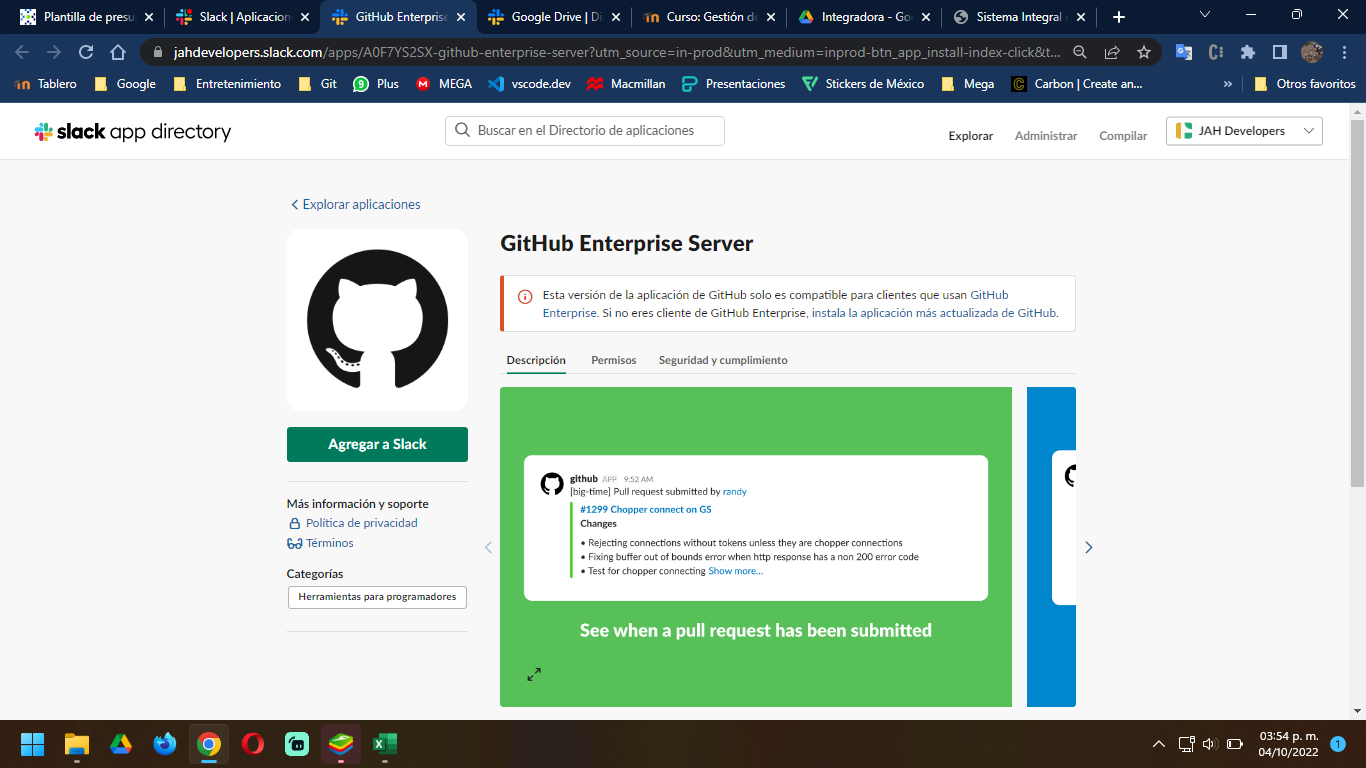 Plantilla de presu
Slack | Aplicacion
GitHub Enterprise
Google Drive | Di
Curso: Gestión de
Integradora - Goo
Sistema Integral d
jahdevelopers.slack.com/apps/A0F7YS2SX-github-enterprise-server?utm_source=in-prod&utm_medium=inprod-btn_app_install-index-click&t...
Tablero
Google
Entretenimiento
Git
9 Plus
MEGA
vscode.dev
Macmillan
Presentaciones
Stickers de México
Mega
Carbon | Create an...
»
Otros favoritos
slack app directory
Buscar en el Directorio de aplicaciones
Explorar
Administrar
Compilar
JAH Developers
Explorar aplicaciones
GitHub Enterprise Server
Esta versión de la aplicación de GitHub solo es compatible para clientes que usan GitHub
Enterprise. Si no eres cliente de GitHub Enterprise, instala la aplicación más actualizada de GitHub.
Descripción
Permisos
Seguridad y cumplimiento
Agregar a Slack
Más información y soporte
Política de privacidad
Términos
Categorías
Herramientas para programadores
github APP 9:52 AM
[big-time] Pull request submitted by randy
#1299 Chopper connect on GS
Changes
• Rejecting connections without tokens unless they are chopper connections
• Fixing buffer out of bounds error when http response has a non 200 error code
• Test for chopper connecting Show more...
See when a pull request has been submitted
03:54 p. m.
04/10/2022
1